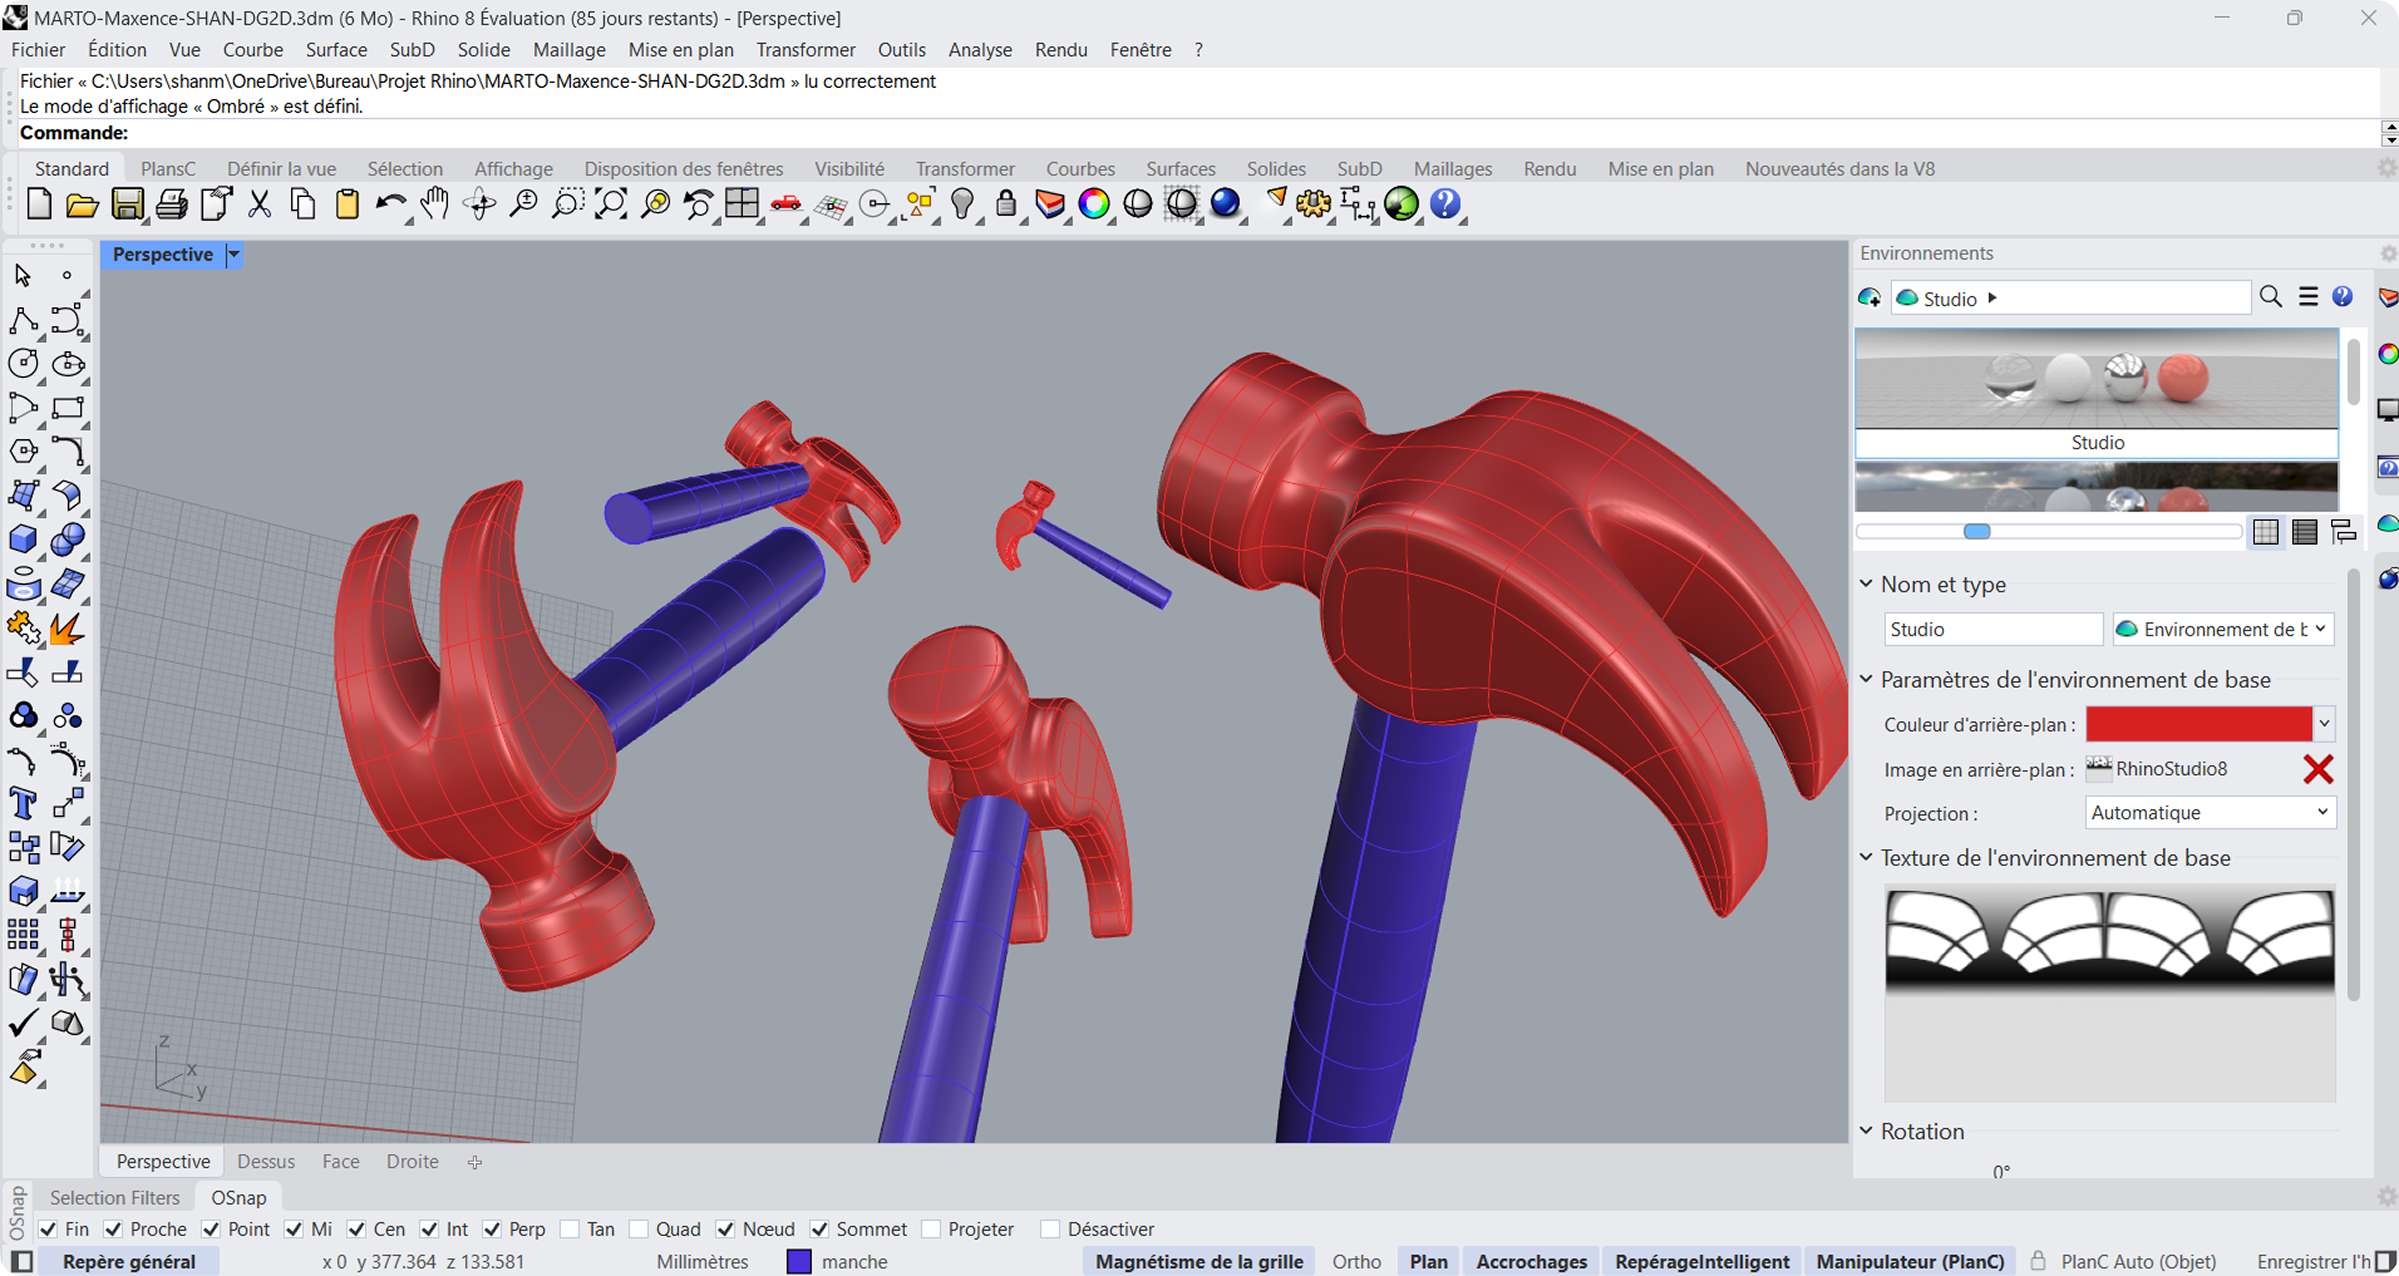 MARTO-Maxence-SHAN-DG2D.3dm (6 Mo) - Rhino 8 Évaluation (85 jours restants) - [Perspective]
Fichier Édition Vue Courbe Surface SubD Solide Maillage Mise en plan Transformer Outils Analyse Rendu Fenêtre ?
Fichier « C:\Users\shanm\OneDrive\Bureau\Projet Rhino\MARTO-Maxence-SHAN-DG2D.3dm » lu correctement
Le mode d'affichage « Ombré » est défini.
Commande:
Standard PlansC Définir la vue Sélection Affichage Disposition des fenêtres Visibilité Transformer Courbes Surfaces Solides SubD Maillages Rendu Mise en plan Nouveautés dans la V8
Perspective
Environnements
Studio
Studio
Nom et type
Studio Environnement de b
Paramètres de l'environnement de base
Couleur d'arrière-plan :
Image en arrière-plan : RhinoStudio8
Projection : Automatique
Texture de l'environnement de base
Rotation
0°
z
x
y
Perspective Dessus Face Droite
OSnap
Selection Filters OSnap
Fin Proche Point Mi Cen Int Perp Tan Quad Nœud Sommet Projeter Désactiver
Repère général x 0 y 377.364 z 133.581 Millimètres manche Magnétisme de la grille Ortho Plan Accrochages RepérageIntelligent Manipulateur (PlanC) PlanC Auto (Objet) Enregistrer l'h